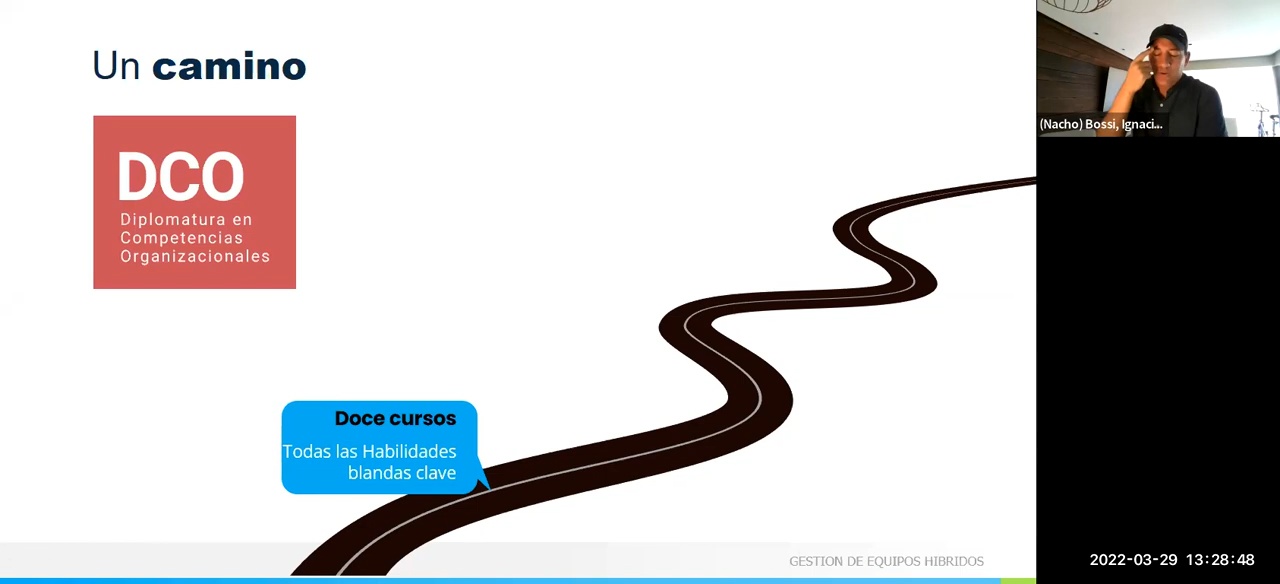 Un camino
DCO
Diplomatura en
Competencias
Organizacionales
Doce cursos
Todas las Habilidades
blandas clave
GESTION DE EQUIPOS HIBRIDOS
(Nacho) Bossi, Ignaci...
2022-03-29 13:28:48